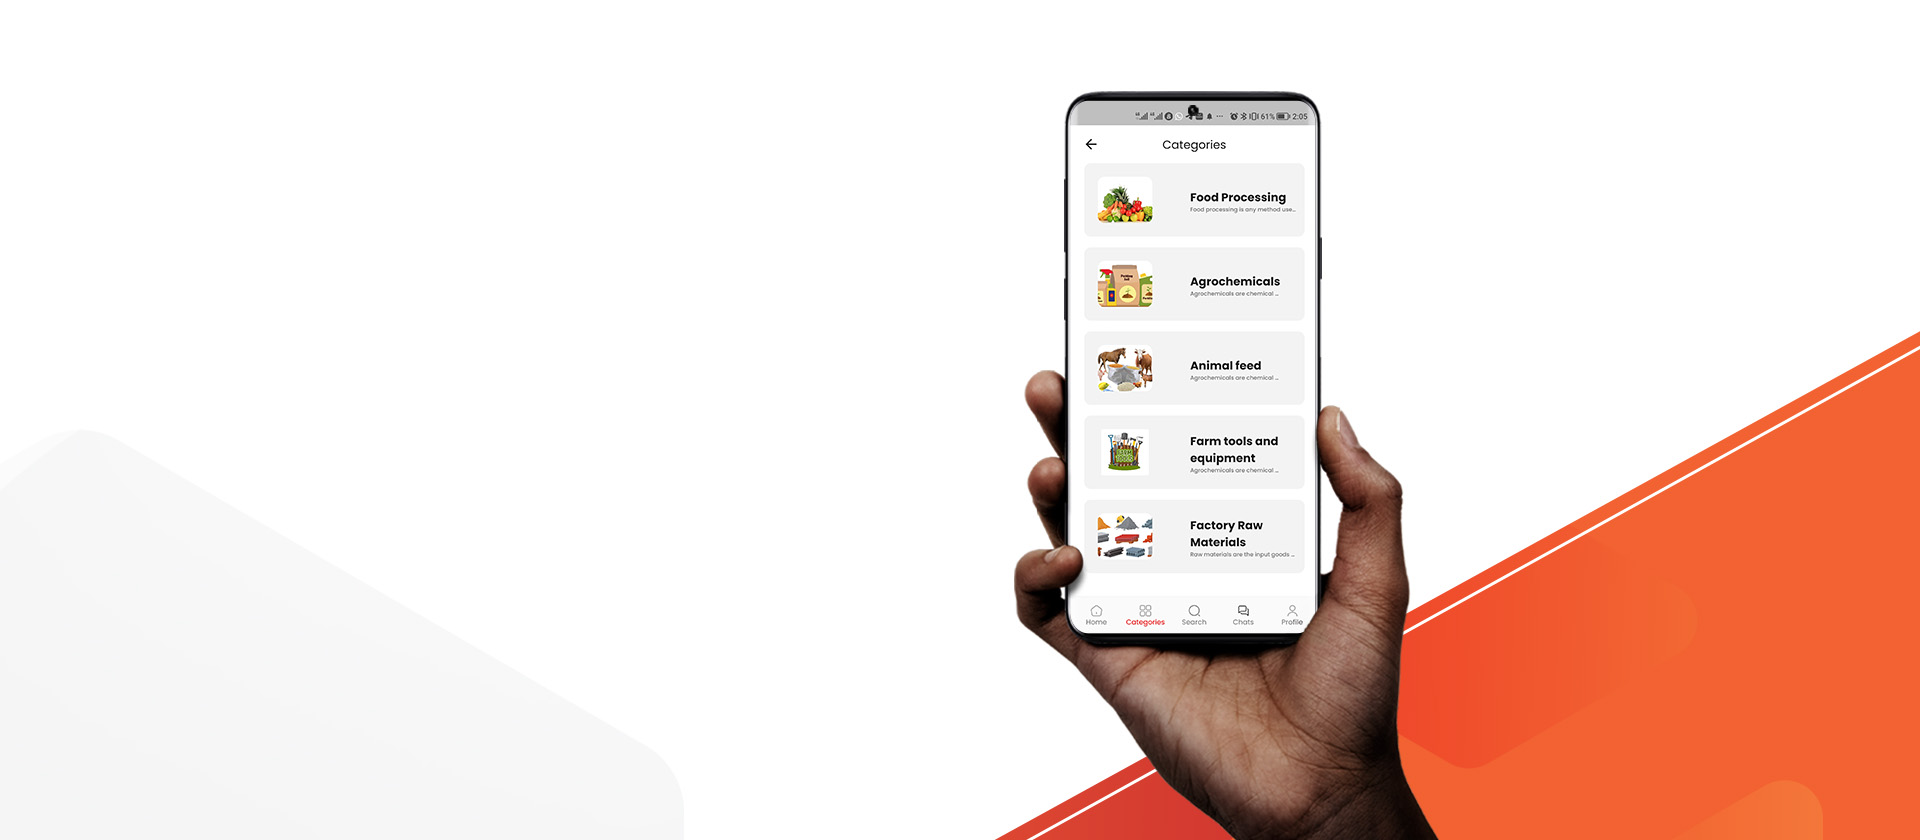 61% 2:05
Categories
Food Processing
Food processing is any method use...
Agrochemicals
Agrochemicals are chemical ...
Animal feed
Agrochemicals are chemical ...
Farm tools and
equipment
Agrochemicals are chemical ...
Factory Raw
Materials
Raw materials are the input goods ...
Home Categories Search Chats Profile